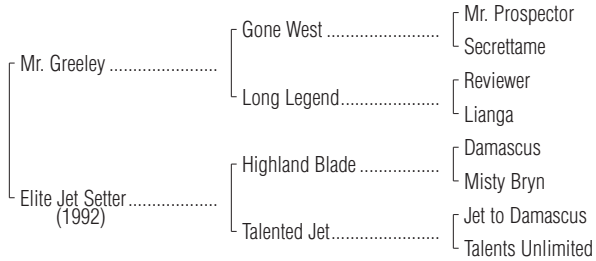 Mr. Prospector
Gone West ......................
Secrettame
Mr. Greeley .....................
Reviewer
Long Legend...................
Lianga
Damascus
Highland Blade ...............
Misty Bryn
Elite Jet Setter.................
(1992)
Jet to Damascus
Talented Jet.....................
Talents Unlimited